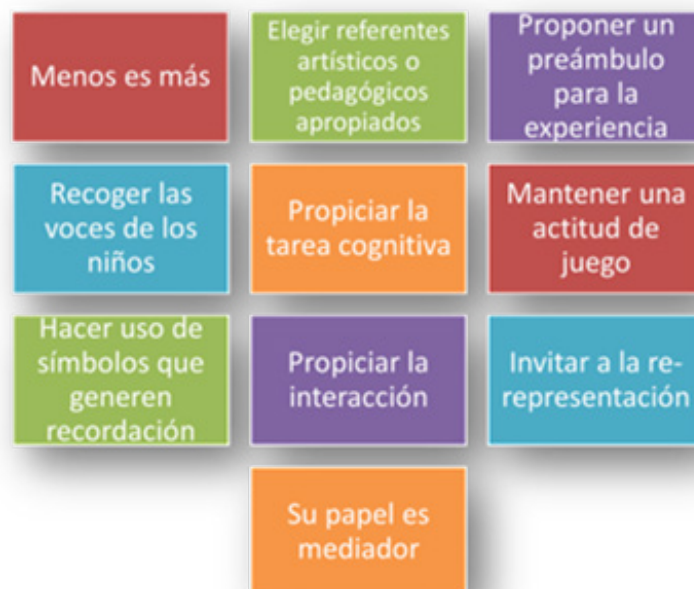 Menos es más
Elegir referentes
artísticos o
pedagógicos
apropiados
Proponer un
preámbulo
para la
experiencia
Recoger las
voces de los
niños
Propiciar la
tarea cognitiva
Mantener una
actitud de
juego
Hacer uso de
símbolos que
generen
recordación
Propiciar la
interacción
Invitar a la re-
representación
Su papel es
mediador